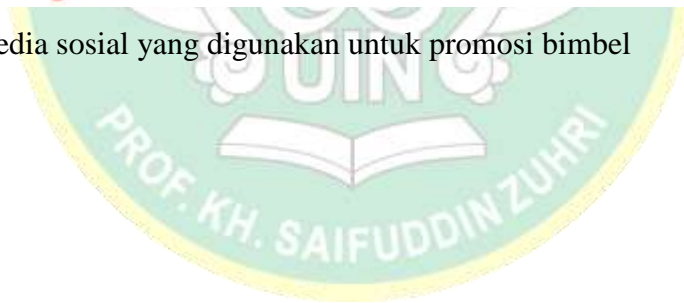 edia sosial yang digunakan untuk promosi bimbel
UIN
PROF. KH. SAIFUDDIN ZUHRI